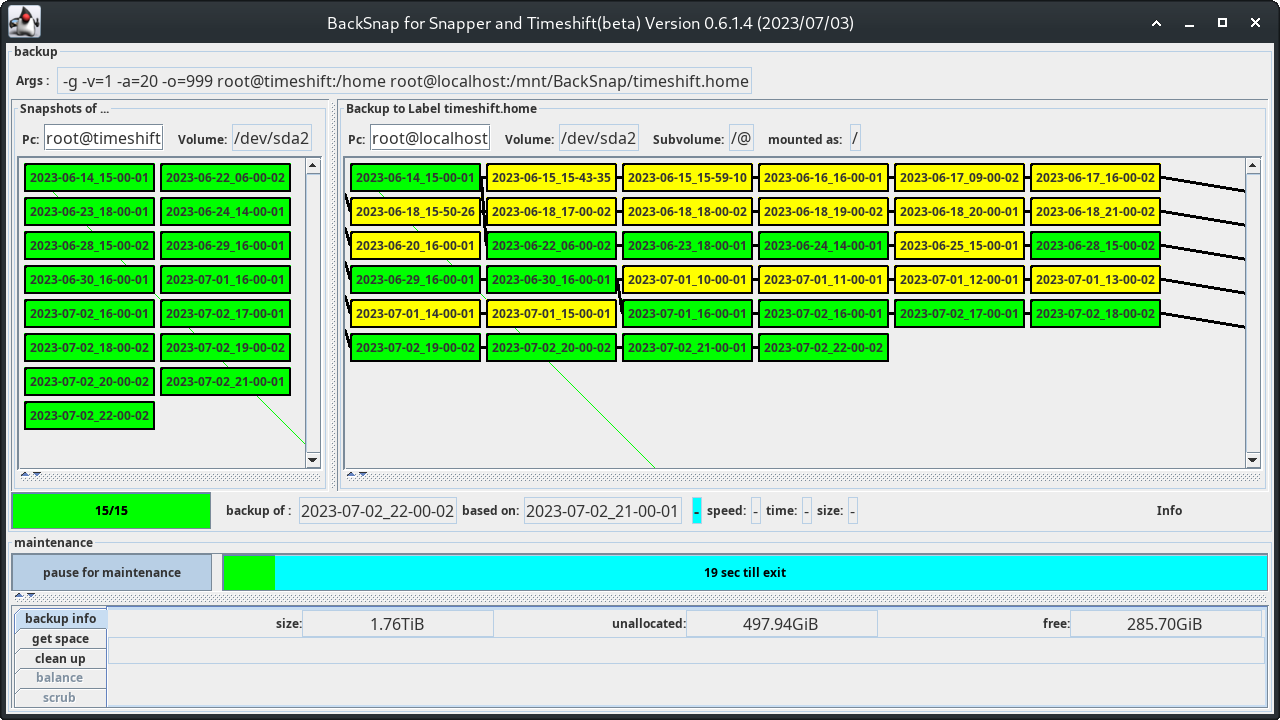 BackSnap for Snapper and Timeshift(beta) Version 0.6.1.4 (2023/07/03)
backup
Args : -g -v=1 -a=20 -o=999 root@timeshift:/home root@localhost:/mnt/BackSnap/timeshift.home
Snapshots of ...
Pc: root@timeshift Volume: /dev/sda2
2023-06-14_15-00-01 2023-06-22_06-00-02
2023-06-23_18-00-01 2023-06-24_14-00-01
2023-06-28_15-00-02 2023-06-29_16-00-01
2023-06-30_16-00-01 2023-07-01_16-00-01
2023-07-02_16-00-01 2023-07-02_17-00-01
2023-07-02_18-00-02 2023-07-02_19-00-02
2023-07-02_20-00-02 2023-07-02_21-00-01
2023-07-02_22-00-02
Backup to Label timeshift.home
Pc: root@localhost Volume: /dev/sda2 Subvolume: /@ mounted as: /
2023-06-14_15-00-01 2023-06-15_15-43-35 2023-06-15_15-59-10 2023-06-16_16-00-01 2023-06-17_09-00-02 2023-06-17_16-00-02
2023-06-18_15-50-26 2023-06-18_17-00-02 2023-06-18_18-00-02 2023-06-18_19-00-02 2023-06-18_20-00-01 2023-06-18_21-00-02
2023-06-20_16-00-01 2023-06-22_06-00-02 2023-06-23_18-00-01 2023-06-24_14-00-01 2023-06-25_15-00-01 2023-06-28_15-00-02
2023-06-29_16-00-01 2023-06-30_16-00-01 2023-07-01_10-00-01 2023-07-01_11-00-01 2023-07-01_12-00-01 2023-07-01_13-00-02
2023-07-01_14-00-01 2023-07-01_15-00-01 2023-07-01_16-00-01 2023-07-02_16-00-01 2023-07-02_17-00-01 2023-07-02_18-00-02
2023-07-02_19-00-02 2023-07-02_20-00-02 2023-07-02_21-00-01 2023-07-02_22-00-02
15/15 backup of : 2023-07-02_22-00-02 based on: 2023-07-02_21-00-01 - speed: - time: - size: - Info
maintenance
pause for maintenance 19 sec till exit
backup info size: 1.76TiB unallocated: 497.94GiB free: 285.70GiB
get space
clean up
balance
scrub